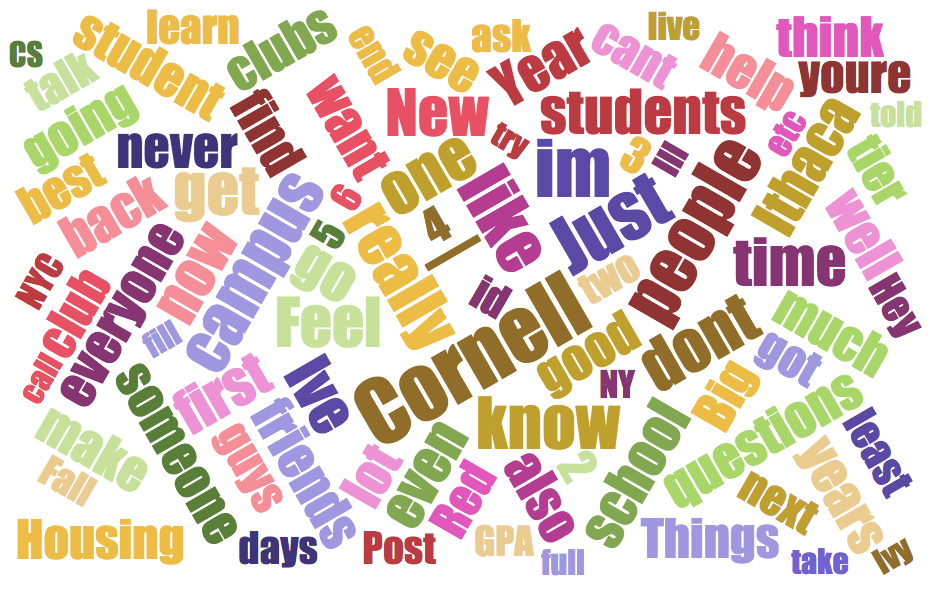 cs
learn
student
clubs
end
see
ask
Year
cant
live
help
think
youre
talk
going
find
want
New
try
students
etc
Ithaca
told
never
one
like
im
3
Ill
people
tier
best
back
get
campus
6
5
4
I
Just
time
well
Hey
NYC
club
everyone
now
go
really
id
two
call
fill
Feel
Cornell
good
dont
much
got
NY
Big
someone
first
Ive
know
school
questions
least
make
guys
friends
lot
even
Red
also
2
years
next
Fall
Housing
days
Post
GPA
full
Things
take
Ivy